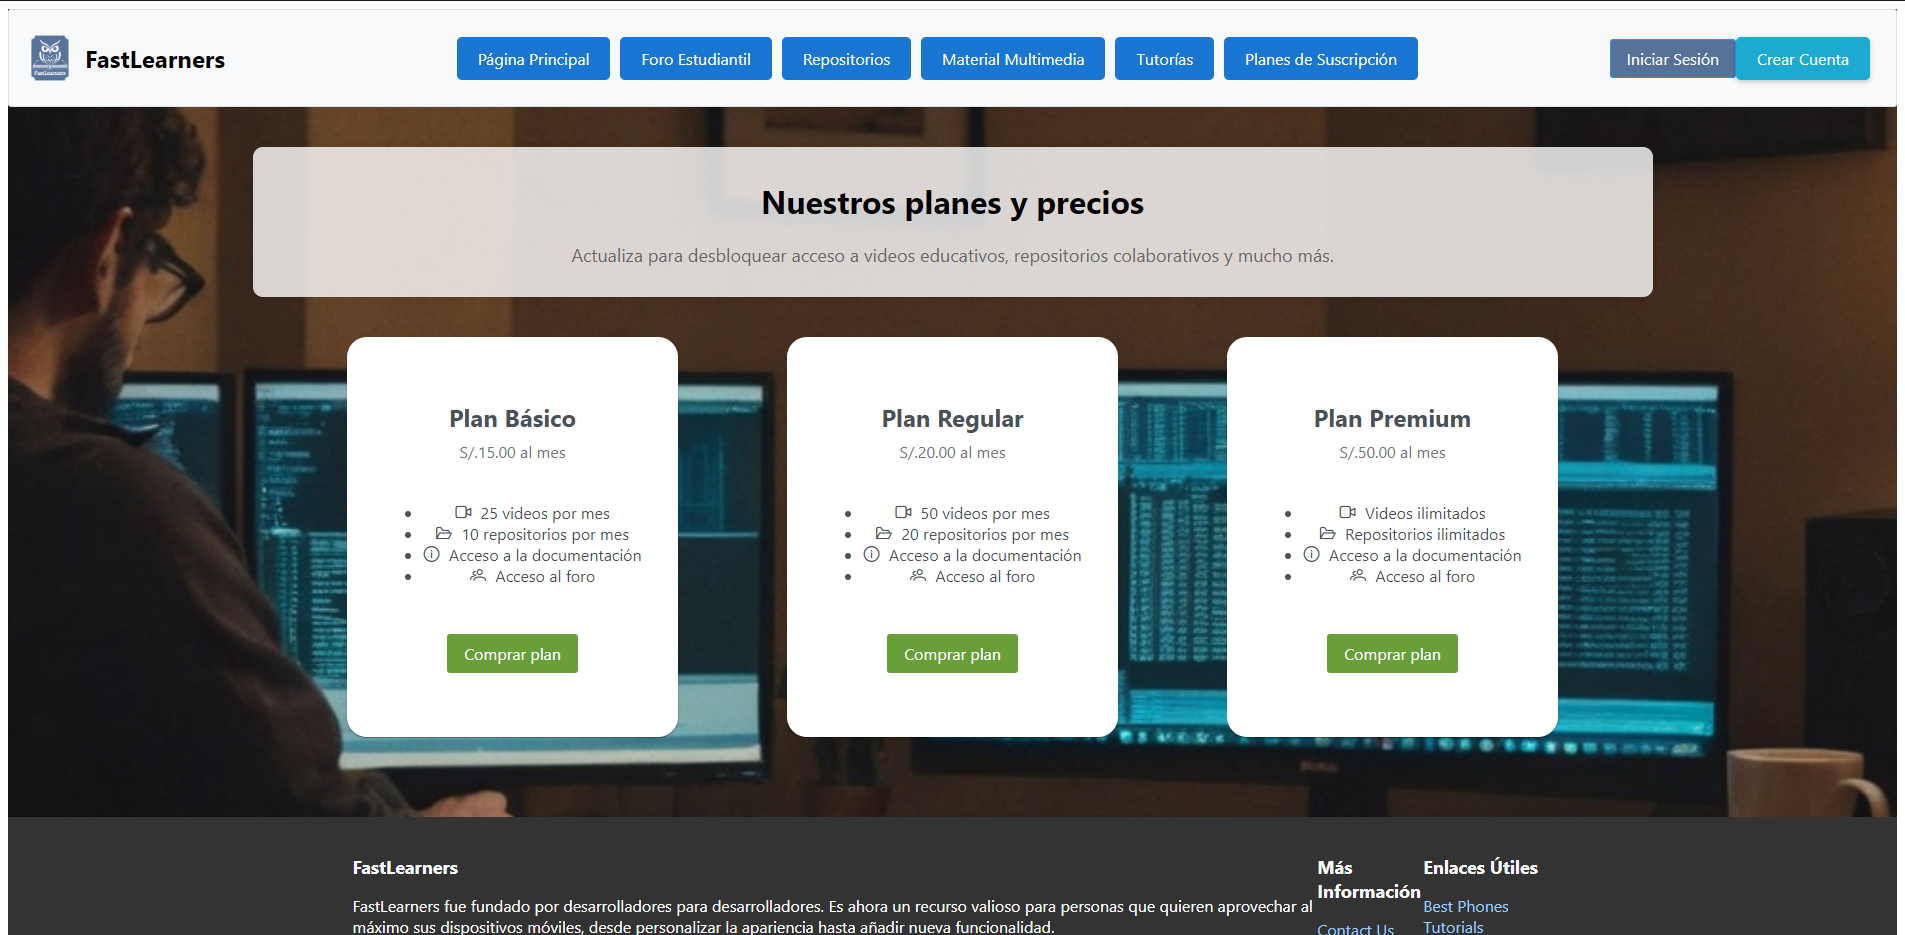 FastLearners
FastLearners
Página Principal
Foro Estudiantil
Repositorios
Material Multimedia
Tutorías
Planes de Suscripción
Iniciar Sesión
Crear Cuenta
Nuestros planes y precios
Actualiza para desbloquear acceso a videos educativos, repositorios colaborativos y mucho más.
Plan Básico
S/.15.00 al mes
25 videos por mes
10 repositorios por mes
Acceso a la documentación
Acceso al foro
Comprar plan
Plan Regular
S/.20.00 al mes
50 videos por mes
20 repositorios por mes
Acceso a la documentación
Acceso al foro
Comprar plan
Plan Premium
S/.50.00 al mes
Videos ilimitados
Repositorios ilimitados
Acceso a la documentación
Acceso al foro
Comprar plan
FastLearners
FastLearners fue fundado por desarrolladores para desarrolladores. Es ahora un recurso valioso para personas que quieren aprovechar al
máximo sus dispositivos móviles, desde personalizar la apariencia hasta añadir nueva funcionalidad.
Más
Información
Contact Us
Enlaces Útiles
Best Phones
Tutorials